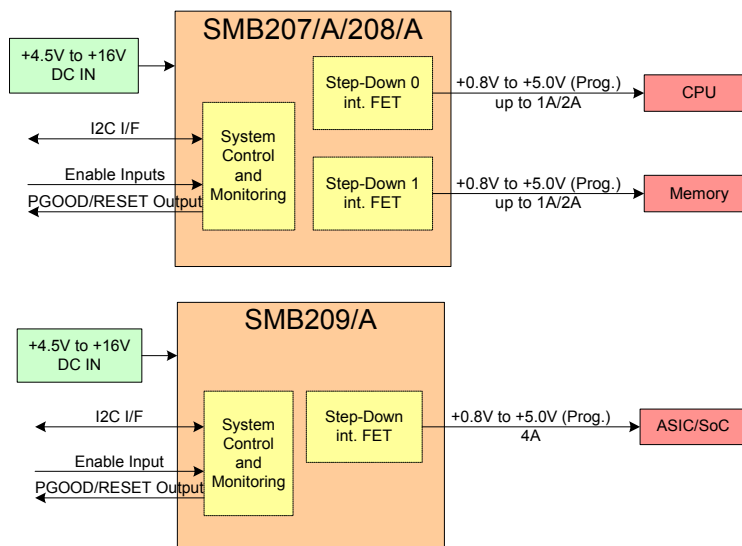 SMB207/A/208/A
+4.5V to +16V
DC IN
Step-Down 0
int. FET
+0.8V to +5.0V (Prog.)
up to 1A/2A
CPU
I2C I/F
System
Control
and
Monitoring
Enable Inputs
PGOOD/RESET Output
Step-Down 1
int. FET
+0.8V to +5.0V (Prog.)
up to 1A/2A
Memory
SMB209/A
+4.5V to +16V
DC IN
I2C I/F
System
Control
and
Monitoring
Step-Down
int. FET
+0.8V to +5.0V (Prog.)
4A
ASIC/SoC
Enable Input
PGOOD/RESET Output